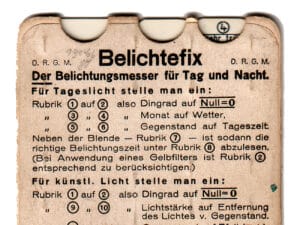 4
Belichtefix
D. R. G. M. D. R. G. M.
Der Belichtungsmesser für Tag und Nacht.
Für Tageslicht stelle man ein:
Rubrik 1 auf 2 also Dingrad auf Null=0
„ 3 „ 4 „ Monat auf Wetter,
„ 5 „ 6 „ Gegenstand auf Tageszeit
Neben der Blende — Rubrik 7 — ist sodann die
richtige Belichtungszeit unter Rubrik 8 abzulesen,
(Bei Anwendung eines Gelbfilters ist Rubrik 2
entsprechend zu berücksichtigen.)
Für künstl. Licht stelle man ein:
Rubrik 1 auf 2 also Dingrad auf Null=0
„ 9 „ 10 „ Lichtstärke auf Entfernung
des Lichtes v. Gegenstand.